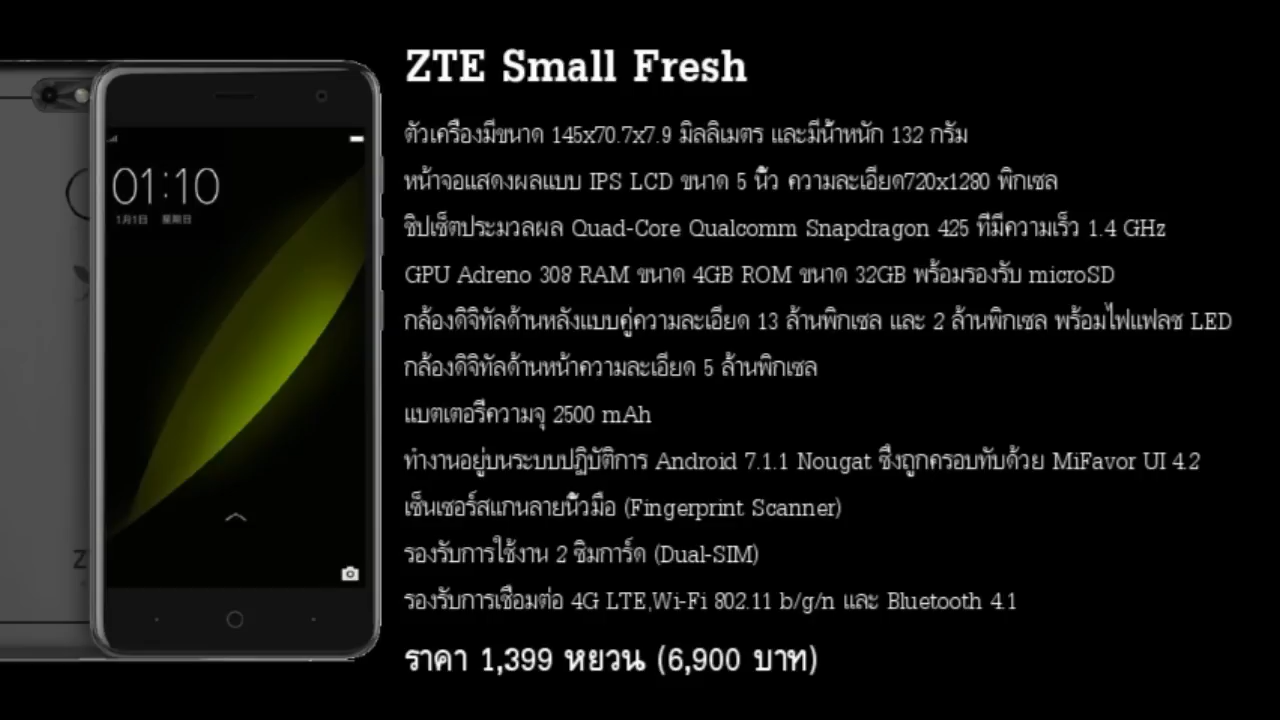 ZTE Small Fresh
ตัวเครื่องมีขนาด 145x70.7x7.9 มิลลิเมตร และมีน้ำหนัก 132 กรัม
หน้าจอแสดงผลแบบ IPS LCD ขนาด 5 นิ้ว ความละเอียด720x1280 พิกเซล
ชิปเซ็ตประมวลผล Quad-Core Qualcomm Snapdragon 425 ที่มีความเร็ว 1.4 GHz
GPU Adreno 308 RAM ขนาด 4GB ROM ขนาด 32GB พร้อมรองรับ microSD
กล้องดิจิทัลด้านหลังแบบคู่ความละเอียด 13 ล้านพิกเซล และ 2 ล้านพิกเซล พร้อมไฟแฟลช LED
กล้องดิจิทัลด้านหน้าความละเอียด 5 ล้านพิกเซล
แบตเตอรี่ความจุ 2500 mAh
ทำงานอยู่บนระบบปฏิบัติการ Android 7.1.1 Nougat ซึ่งถูกครอบทับด้วย MiFavor UI 4.2
เซ็นเซอร์สแกนลายนิ้วมือ (Fingerprint Scanner)
รองรับการใช้งาน 2 ซิมการ์ด (Dual-SIM)
รองรับการเชื่อมต่อ 4G LTE,Wi-Fi 802.11 b/g/n และ Bluetooth 4.1
ราคา 1,399 หยวน (6,900 บาท)
01:10
1月1日 星期日